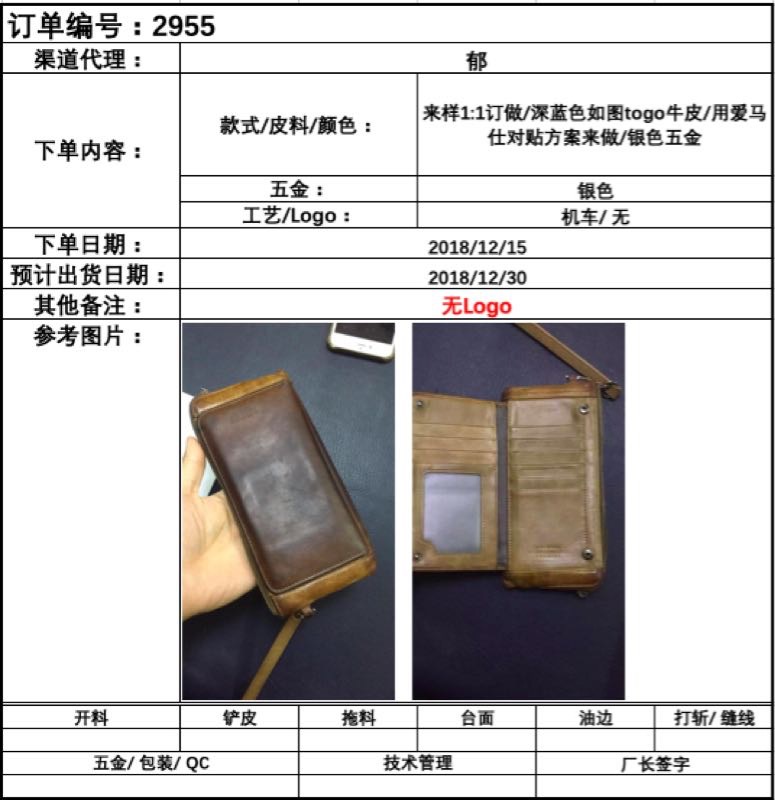 订单编号：2955
渠道代理：
郁
下单内容：
款式/皮料/颜色：
来样1:1订做/深蓝色如图togo牛皮/用爱马
仕对贴方案来做/银色五金
五金：
银色
工艺/Logo：
机车/ 无
下单日期：
2018/12/15
预计出货日期：
2018/12/30
其他备注：
无Logo
参考图片：
开料
铲皮
拖料
台面
油边
打斩/ 缝线
五金/ 包装/ QC
技术管理
厂长签字